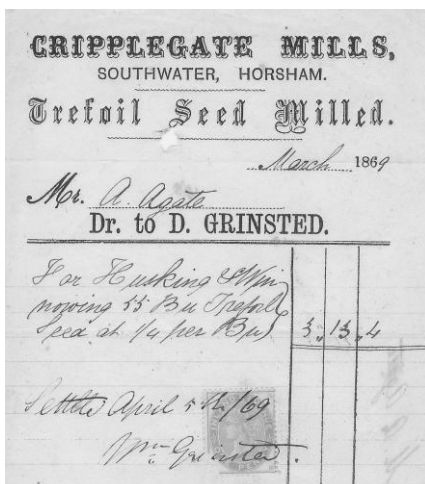 CRIPPLEGATE MILLS,
SOUTHWATER, HORSHAM.
Trefoil Seed Milled.
March 1869
Mr. A. Agate
Dr. to D. GRINSTED.
For Husking & Win
nowing 55 Bu Trefoil
Seed at 1/4 per Bu 3 . 13 . 4
Settled April 5th/69
Wm Grinsted.